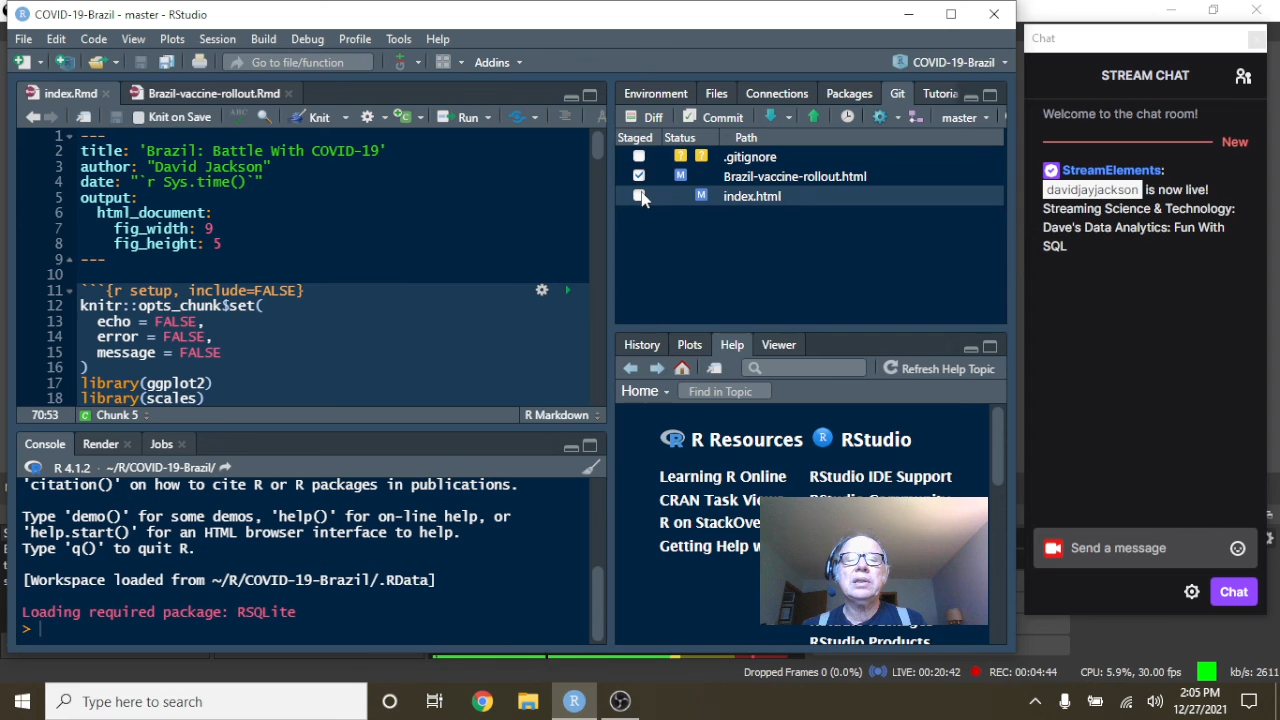 COVID-19-Brazil - master - RStudio
File Edit Code View Plots Session Build Debug Profile Tools Help
Go to file/function
Addins
COVID-19-Brazil
index.Rmd
Brazil-vaccine-rollout.Rmd
Knit on Save
ABC
Knit
Run
1 ---
2 title: 'Brazil: Battle With COVID-19'
3 author: "David Jackson"
4 date: "`r Sys.time()`"
5 output:
6 html_document:
7 fig_width: 9
8 fig_height: 5
9 ---
10
11 ```{r setup, include=FALSE}
12 knitr::opts_chunk$set(
13 echo = FALSE,
14 error = FALSE,
15 message = FALSE
16 )
17 library(ggplot2)
18 library(scales)
70:53 Chunk 5 R Markdown
Console Render Jobs
R 4.1.2 · ~/R/COVID-19-Brazil/
'citation()' on how to cite R or R packages in publications.
Type 'demo()' for some demos, 'help()' for on-line help, or
'help.start()' for an HTML browser interface to help.
Type 'q()' to quit R.
[Workspace loaded from ~/R/COVID-19-Brazil/.RData]
Loading required package: RSQLite
>
Environment Files Connections Packages Git Tutoria
Diff Commit master
Staged Status Path
? ? .gitignore
M Brazil-vaccine-rollout.html
M index.html
History Plots Help Viewer
Refresh Help Topic
Home Find in Topic
R Resources
RStudio
Learning R Online RStudio IDE Support
CRAN Task Vie
R on StackOve
Getting Help w
RStudio Products
Chat
STREAM CHAT
Welcome to the chat room!
New
StreamElements:
davidjayjackson is now live!
Streaming Science & Technology:
Dave's Data Analytics: Fun With
SQL
Send a message
Chat
Dropped Frames 0 (0.0%) LIVE: 00:20:42 REC: 00:04:44 CPU: 5.9%, 30.00 fps kb/s: 2611
Type here to search
2:05 PM
12/27/2021